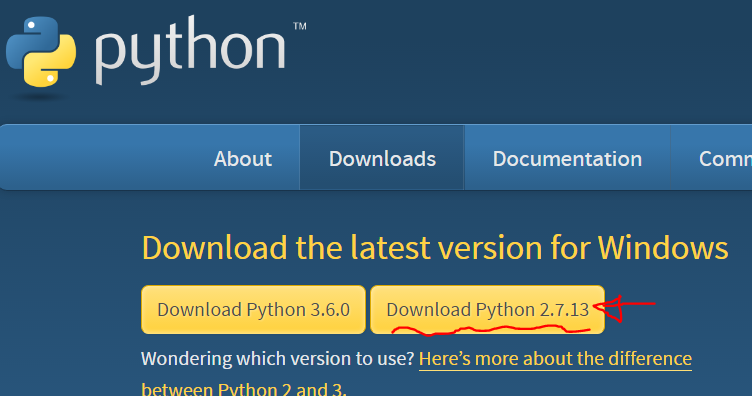 python™
About Downloads Documentation Comm
Download the latest version for Windows
Download Python 3.6.0 Download Python 2.7.13
Wondering which version to use? Here's more about the difference
between Python 2 and 3.